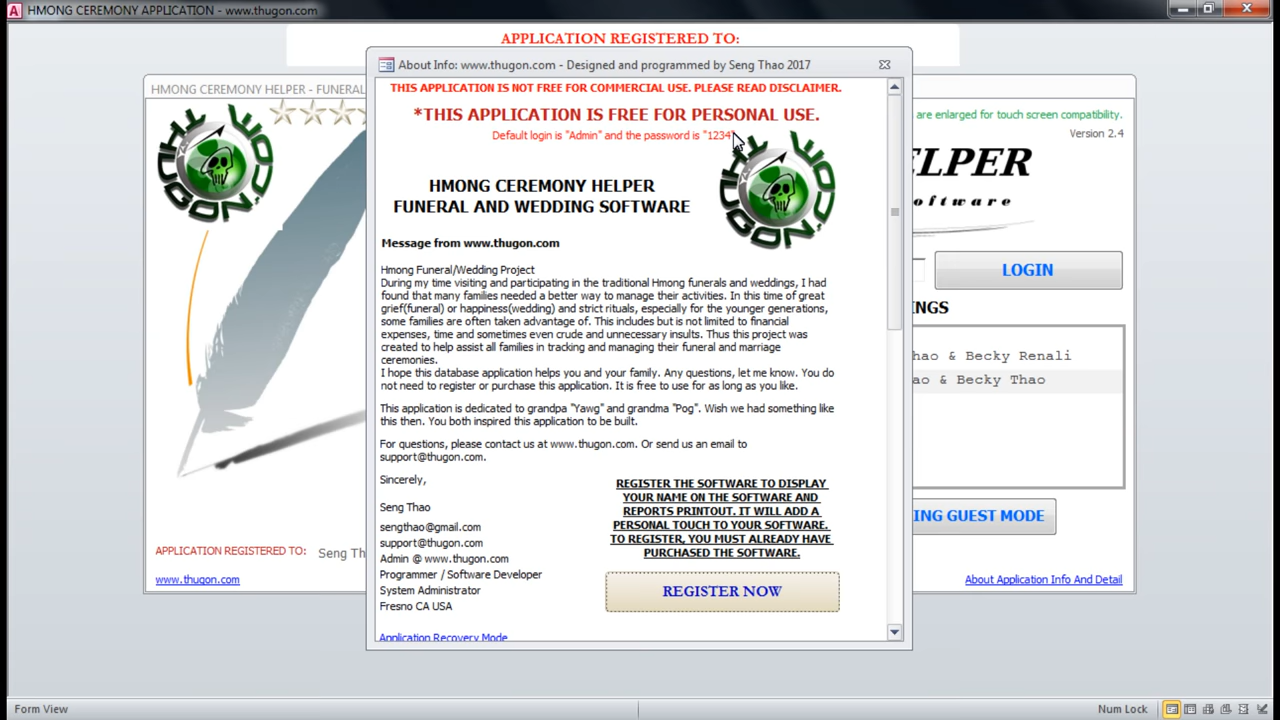 HMONG CEREMONY APPLICATION - www.thugon.com
APPLICATION REGISTERED TO:
HMONG CEREMONY HELPER - FUNERAL
THUGON.COM
are enlarged for touch screen compatibility.
Version 2.4
ELPER
oftware
LOGIN
NGS
hao & Becky Renali
ao & Becky Thao
ING GUEST MODE
APPLICATION REGISTERED TO: Seng Th
www.thugon.com
About Application Info And Detail
About Info: www.thugon.com - Designed and programmed by Seng Thao 2017
THIS APPLICATION IS NOT FREE FOR COMMERCIAL USE. PLEASE READ DISCLAIMER.
*THIS APPLICATION IS FREE FOR PERSONAL USE.
Default login is "Admin" and the password is "1234"
THUGON.COM
HMONG CEREMONY HELPER
FUNERAL AND WEDDING SOFTWARE
Message from www.thugon.com
Hmong Funeral/Wedding Project
During my time visiting and participating in the traditional Hmong funerals and weddings, I had
found that many families needed a better way to manage their activities. In this time of great
grief(funeral) or happiness(wedding) and strict rituals, especially for the younger generations,
some families are often taken advantage of. This includes but is not limited to financial
expenses, time and sometimes even crude and unnecessary insults. Thus this project was
created to help assist all families in tracking and managing their funeral and marriage
ceremonies.
I hope this database application helps you and your family. Any questions, let me know. You do
not need to register or purchase this application. It is free to use for as long as you like.
This application is dedicated to grandpa "Yawg" and grandma "Pog". Wish we had something like
this then. You both inspired this application to be built.
For questions, please contact us at www.thugon.com. Or send us an email to
support@thugon.com.
Sincerely,
Seng Thao
sengthao@gmail.com
support@thugon.com
Admin @ www.thugon.com
Programmer / Software Developer
System Administrator
Fresno CA USA
REGISTER THE SOFTWARE TO DISPLAY
YOUR NAME ON THE SOFTWARE AND
REPORTS PRINTOUT. IT WILL ADD A
PERSONAL TOUCH TO YOUR SOFTWARE.
TO REGISTER, YOU MUST ALREADY HAVE
PURCHASED THE SOFTWARE.
REGISTER NOW
Application Recovery Mode
Form View
Num Lock